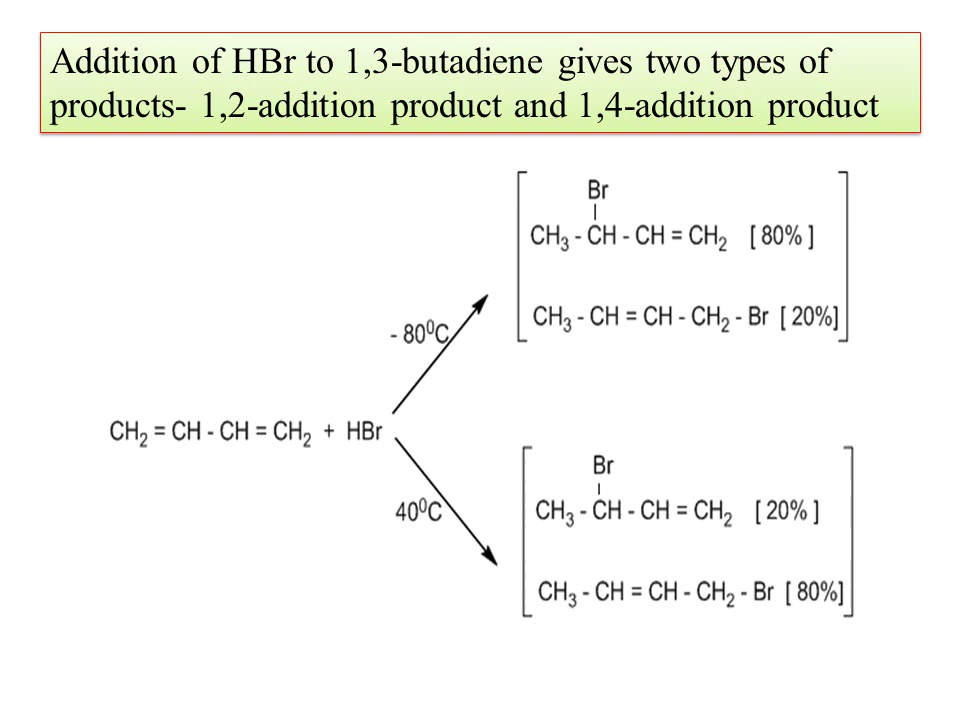 Addition of HBr to 1,3-butadiene gives two types of
products- 1,2-addition product and 1,4-addition product
Br
CH₃ - CH - CH = CH₂ [ 80% ]
CH₃ - CH = CH - CH₂ - Br [ 20%]
- 80⁰C
CH₂ = CH - CH = CH₂ + HBr
40⁰C
Br
CH₃ - CH - CH = CH₂ [ 20% ]
CH₃ - CH = CH - CH₂ - Br [ 80%]